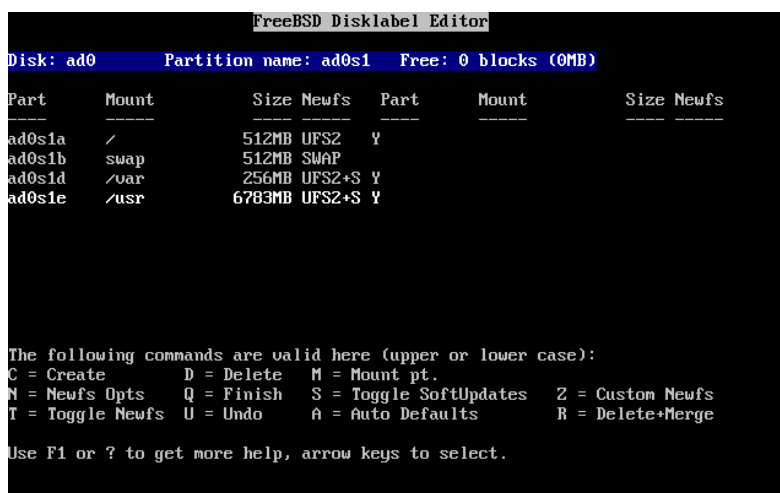 FreeBSD Disklabel Editor
Disk: ad0 Partition name: ad0s1 Free: 0 blocks (0MB)
Part Mount Size Newfs Part Mount Size Newfs
---- ----- ---- ----- ---- ----- ---- -----
ad0s1a / 512MB UFS2 Y
ad0s1b swap 512MB SWAP
ad0s1d /var 256MB UFS2+S Y
ad0s1e /usr 6783MB UFS2+S Y
The following commands are valid here (upper or lower case):
C = Create D = Delete M = Mount pt.
N = Newfs Opts Q = Finish S = Toggle SoftUpdates Z = Custom Newfs
T = Toggle Newfs U = Undo A = Auto Defaults R = Delete+Merge
Use F1 or ? to get more help, arrow keys to select.